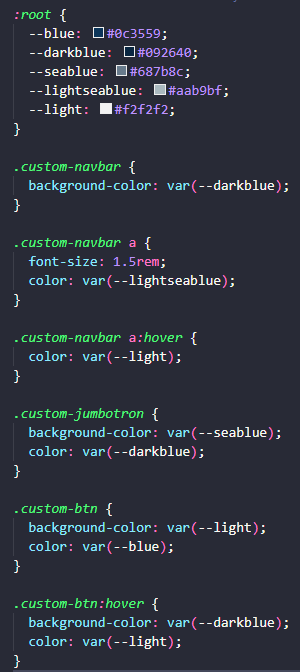 :root {
--blue: #0c3559;
--darkblue: #092640;
--seablue: #687b8c;
--lightseablue: #aab9bf;
--light: #f2f2f2;
}
.custom-navbar {
background-color: var(--darkblue);
}
.custom-navbar a {
font-size: 1.5rem;
color: var(--lightseablue);
}
.custom-navbar a:hover {
color: var(--light);
}
.custom-jumbotron {
background-color: var(--seablue);
color: var(--darkblue);
}
.custom-btn {
background-color: var(--light);
color: var(--blue);
}
.custom-btn:hover {
background-color: var(--darkblue);
color: var(--light);
}